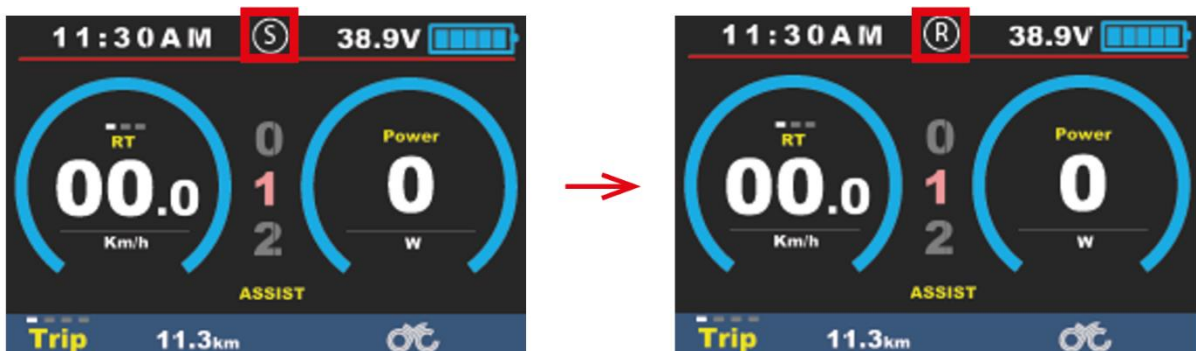 11:30AM S 38.9V
RT
00.0
Km/h
0
1
2
Power
0
W
ASSIST
Trip 11.3km
11:30AM R 38.9V
RT
00.0
Km/h
0
1
2
Power
0
W
ASSIST
Trip 11.3km